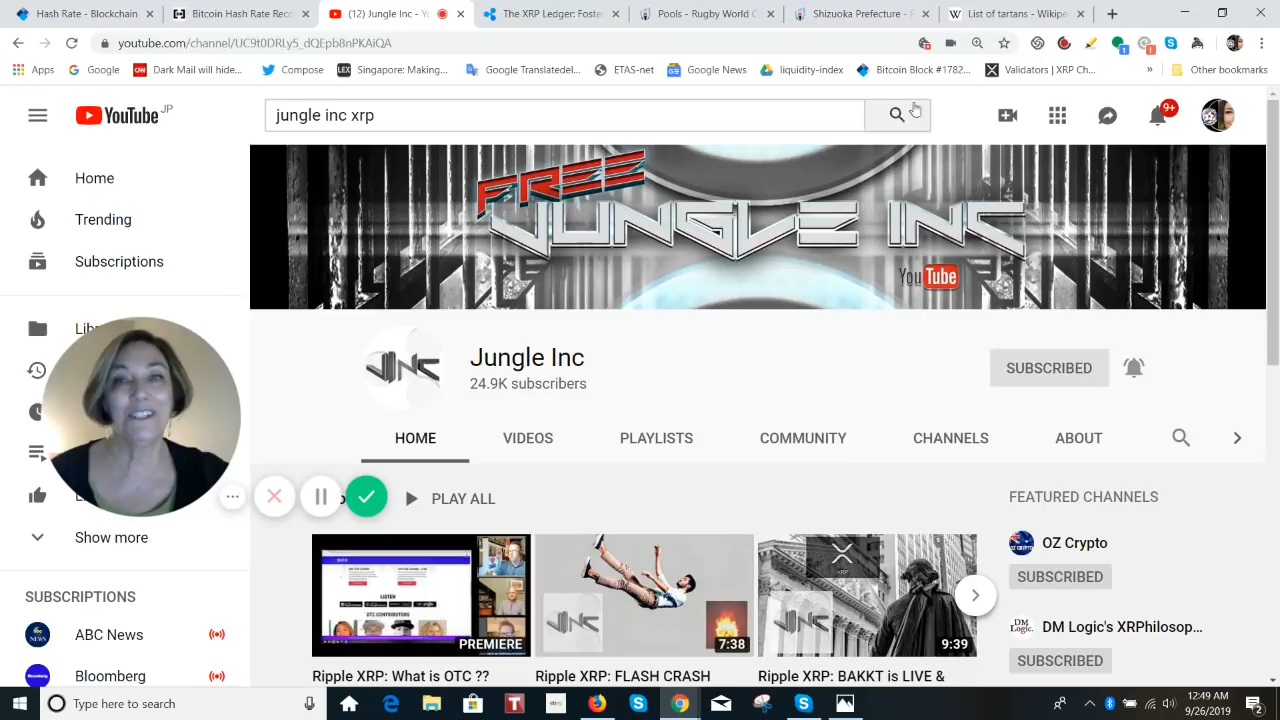 Hash Rate - B
Bitcoin Hash Rate Reco
(12) Jungle Inc - Yo
The XRP Ledger: Foste
Pools - Rugby World C
Shizuoka Prefecture - R
List of tartans - Wikipe
youtube.com/channel/UC9t0DRLy5_dQEpb8nPKAiQA
Apps
Google
Dark Mail will hide...
Compose
Singapore: Making...
Google Translatedel...
ETAS-net
Google News
liquidity-index
Bitcoin Block #1782...
Validators | XRP Ch...
Other bookmarks
YouTube JP
jungle inc xrp
9+
Home
Trending
Subscriptions
FREE
JUNGLE INC
YouTube
JINC
Jungle Inc
24.9K subscribers
SUBSCRIBED
HOME
VIDEOS
PLAYLISTS
COMMUNITY
CHANNELS
ABOUT
PLAY ALL
FEATURED CHANNELS
Show more
OZ Crypto
SUBSCRIBED
DM Logic's XRPhilosop...
SUBSCRIBED
SUBSCRIPTIONS
ABC News
Bloomberg
LISTEN
OTC CONTRIBUTORS
PREMIERE
7:38
XRP
9:39
Ripple XRP: What is OTC ??
Ripple XRP: FLASH CRASH
Ripple XRP: BAKKT is LIVE &
Type here to search
12:49 AM
9/26/2019